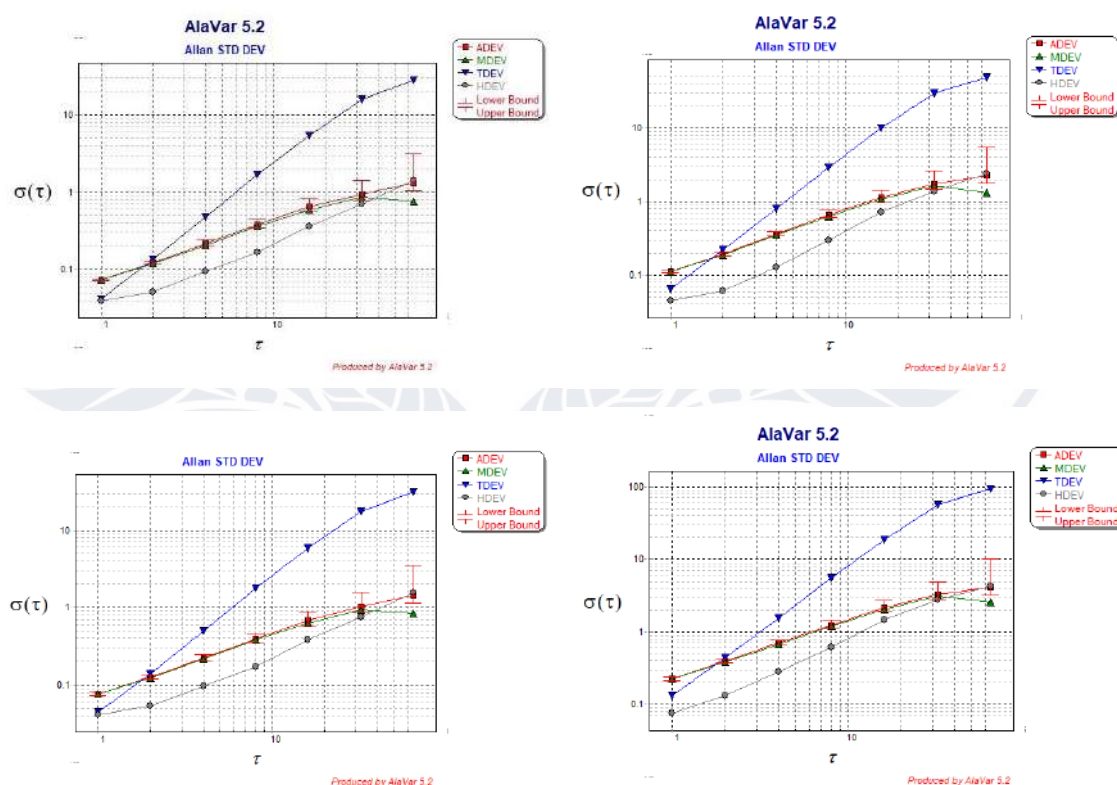 AlaVar 5.2
Allan STD DEV
ADEV
MDEV
TDEV
HDEV
Lower Bound
Upper Bound
10
1
0.1
σ(τ)
1
10
τ
Produced by AlaVar 5.2
AlaVar 5.2
Allan STD DEV
ADEV
MDEV
TDEV
HDEV
Lower Bound
Upper Bound
10
1
0.1
σ(τ)
1
10
τ
Produced by AlaVar 5.2
Allan STD DEV
ADEV
MDEV
TDEV
HDEV
Lower Bound
Upper Bound
10
1
0.1
σ(τ)
1
10
τ
Produced by AlaVar 5.2
AlaVar 5.2
Allan STD DEV
ADEV
MDEV
TDEV
HDEV
Lower Bound
Upper Bound
100
10
1
0.1
σ(τ)
1
10
τ
Produced by AlaVar 5.2